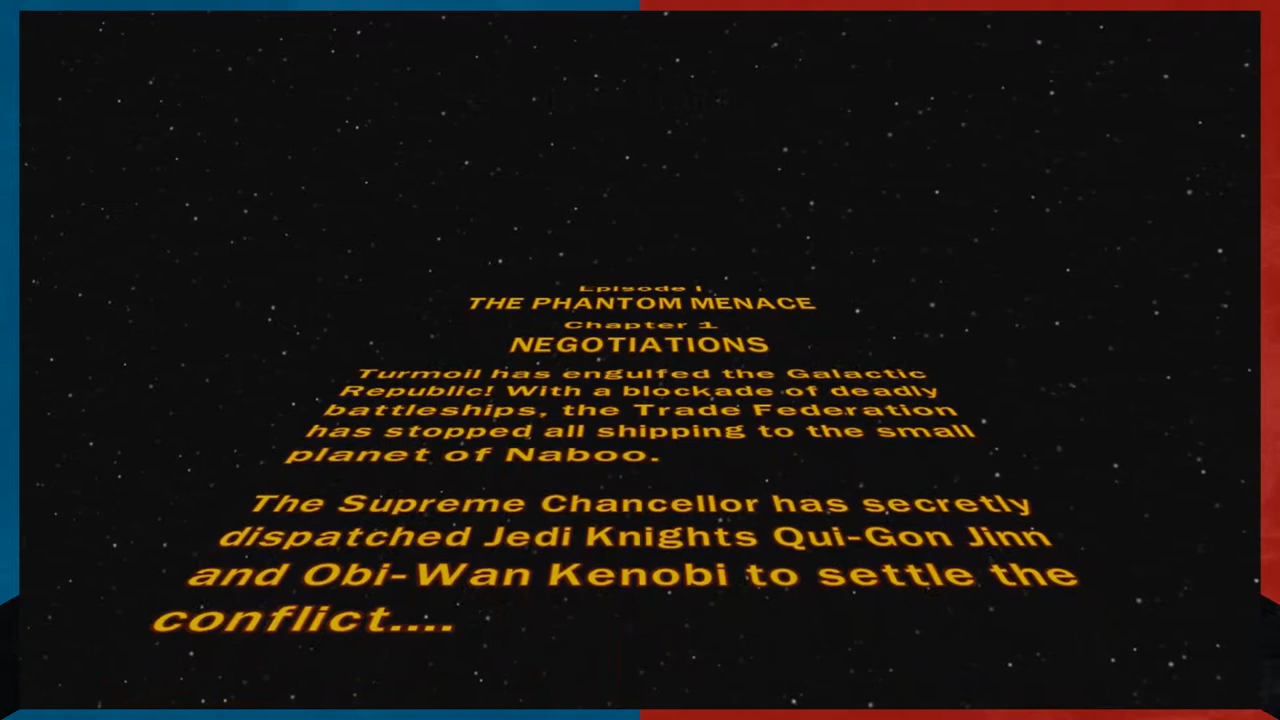 Episode I
THE PHANTOM MENACE
Chapter 1
NEGOTIATIONS
Turmoil has engulfed the Galactic
Republic! With a blockade of deadly
battleships, the Trade Federation
has stopped all shipping to the small
planet of Naboo.
The Supreme Chancellor has secretly
dispatched Jedi Knights Qui-Gon Jinn
and Obi-Wan Kenobi to settle the
conflict....